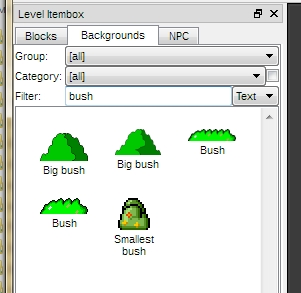 Level Itembox
Blocks
Backgrounds
NPC
Group:
[all]
Category:
[all]
Filter:
bush
Text
Big bush
Big bush
Bush
Bush
Smallest
bush